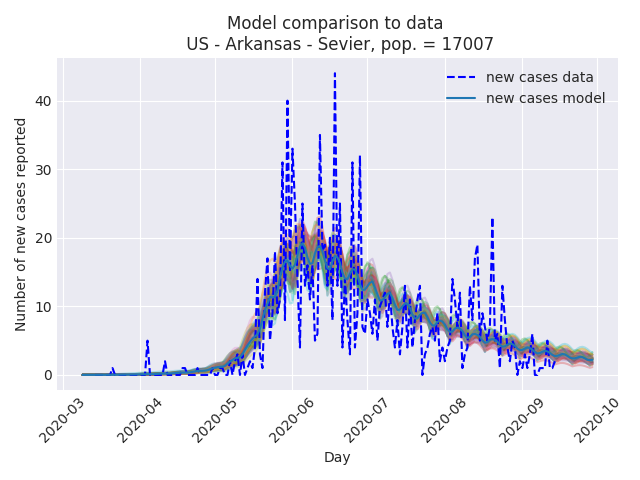 Model comparison to data
US - Arkansas - Sevier, pop. = 17007
new cases data
new cases model
Number of new cases reported
40
30
20
10
0
2020-03
2020-04
2020-05
2020-06
2020-07
2020-08
2020-09
2020-10
Day